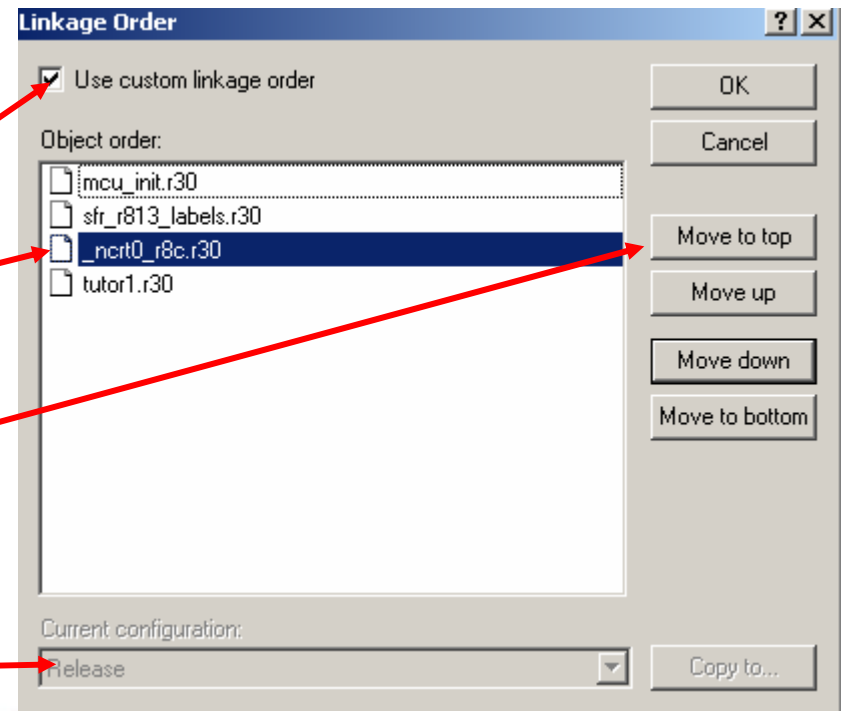 Linkage Order
Use custom linkage order
OK
Object order:
Cancel
mcu_init.r30
sfr_r813_labels.r30
_ncrt0_r8c.r30
tutor1.r30
Move to top
Move up
Move down
Move to bottom
Current configuration:
Release
Copy to...